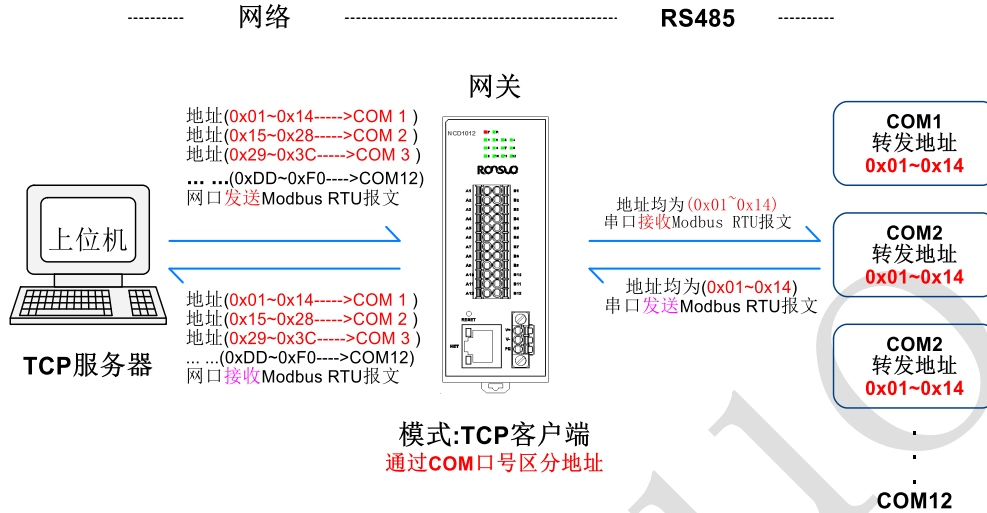 网络
RS485
网关
地址(0x01~0x14----->COM 1 )
地址(0x15~0x28----->COM 2 )
地址(0x29~0x3C----->COM 3 )
... ...(0xDD~0xF0---->COM12)
网口发送Modbus RTU报文
上位机
TCP服务器
地址(0x01~0x14----->COM 1 )
地址(0x15~0x28----->COM 2 )
地址(0x29~0x3C----->COM 3 )
... ...(0xDD~0xF0---->COM12)
网口接收Modbus RTU报文
NCD1012
RESET
NET
V+
V-
PE
模式:TCP客户端
通过COM口号区分地址
地址均为(0x01~0x14)
串口接收Modbus RTU报文
地址均为(0x01~0x14)
串口发送Modbus RTU报文
COM1
转发地址
0x01~0x14
COM2
转发地址
0x01~0x14
COM2
转发地址
0x01~0x14
COM12